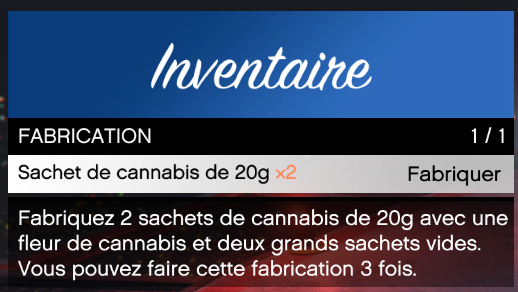 Inventaire
FABRICATION 1 / 1
Sachet de cannabis de 20g x2 Fabriquer
Fabriquez 2 sachets de cannabis de 20g avec une
fleur de cannabis et deux grands sachets vides.
Vous pouvez faire cette fabrication 3 fois.